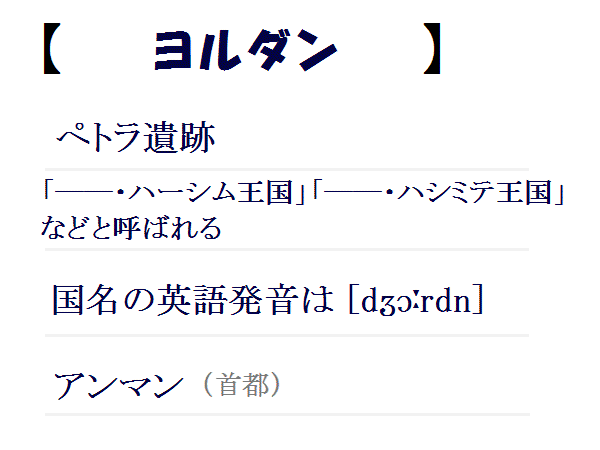 【 ヨルダン 】
ペトラ遺跡
「――・ハーシム王国」「――・ハシミテ王国」
などと呼ばれる
国名の英語発音は [dʒɔːrdn]
アンマン（首都）